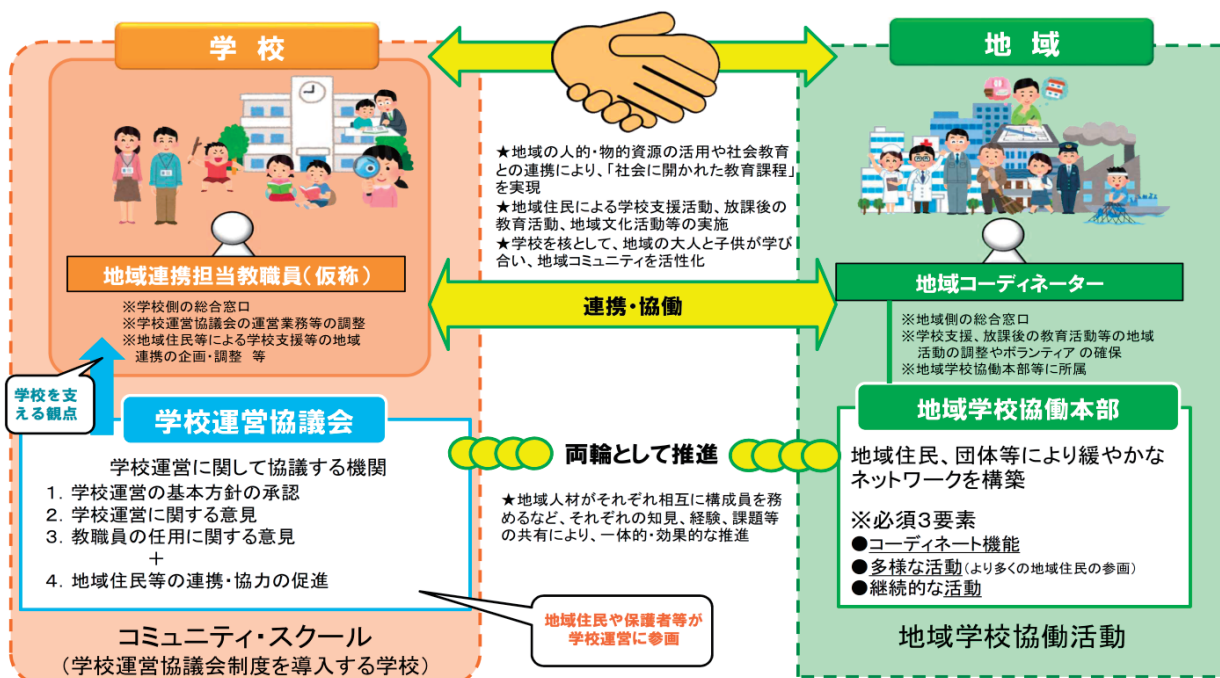 学校
地域
★地域の人的・物的資源の活用や社会教育
との連携により、「社会に開かれた教育課程」
を実現
★地域住民による学校支援活動、放課後の
教育活動、地域文化活動等の実施
★学校を核として、地域の大人と子供が学び
合い、地域コミュニティを活性化
地域連携担当教職員(仮称)
※学校側の総合窓口
※学校運営協議会の運営業務等の調整
※地域住民等による学校支援等の地域
連携の企画・調整 等
連携・協働
地域コーディネーター
※地域側の総合窓口
※学校支援、放課後の教育活動等の地域
活動の調整やボランティア の確保
※地域学校協働本部等に所属
学校を支
える観点
学校運営協議会
学校運営に関して協議する機関
1. 学校運営の基本方針の承認
2. 学校運営に関する意見
3. 教職員の任用に関する意見
+
4. 地域住民等の連携・協力の促進
両輪として推進
★地域人材がそれぞれ相互に構成員を務
めるなど、それぞれの知見、経験、課題等
の共有により、一体的・効果的な推進
地域学校協働本部
地域住民、団体等により緩やかな
ネットワークを構築
※必須3要素
●コーディネート機能
●多様な活動(より多くの地域住民の参画)
●継続的な活動
地域住民や保護者等が
学校運営に参画
コミュニティ・スクール
(学校運営協議会制度を導入する学校)
地域学校協働活動